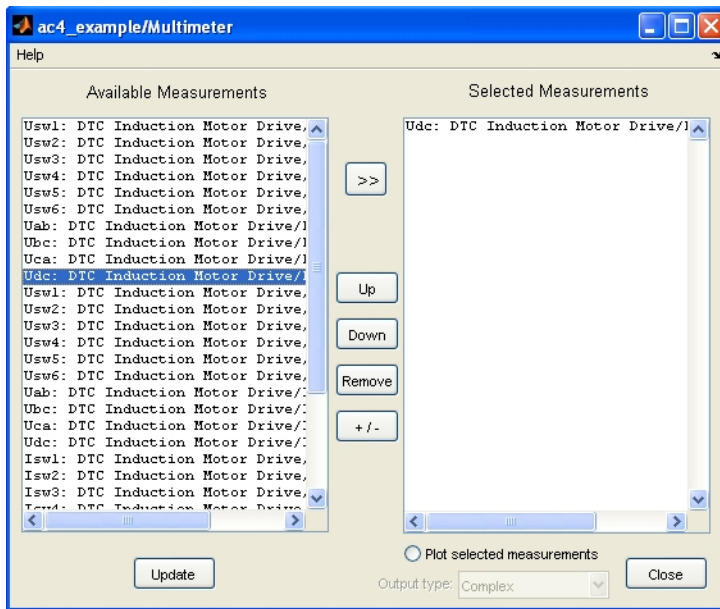 ac4_example/Multimeter
Help
Available Measurements
Selected Measurements
Usw1: DTC Induction Motor Drive,
Usw2: DTC Induction Motor Drive,
Usw3: DTC Induction Motor Drive,
Usw4: DTC Induction Motor Drive,
Usw5: DTC Induction Motor Drive,
Usw6: DTC Induction Motor Drive,
Uab: DTC Induction Motor Drive/
Ubc: DTC Induction Motor Drive/
Uca: DTC Induction Motor Drive/
Udc: DTC Induction Motor Drive/
Usw1: DTC Induction Motor Drive,
Usw2: DTC Induction Motor Drive,
Usw3: DTC Induction Motor Drive,
Usw4: DTC Induction Motor Drive,
Usw5: DTC Induction Motor Drive,
Usw6: DTC Induction Motor Drive,
Uab: DTC Induction Motor Drive/
Ubc: DTC Induction Motor Drive/
Uca: DTC Induction Motor Drive/
Udc: DTC Induction Motor Drive/
Isw1: DTC Induction Motor Drive,
Isw2: DTC Induction Motor Drive,
Isw3: DTC Induction Motor Drive,
Isw4: DTC Induction Motor Drive
>>
Up
Down
Remove
+ / -
Udc: DTC Induction Motor Drive/
Update
Plot selected measurements
Output type: Complex
Close